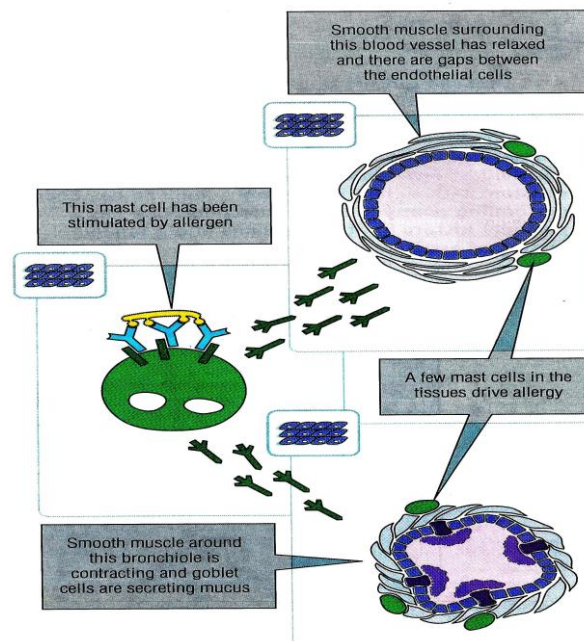 Smooth muscle surrounding
this blood vessel has relaxed
and there are gaps between
the endothelial cells
This mast cell has been
stimulated by allergen
A few mast cells in the
tissues drive allergy
Smooth muscle around
this bronchiole is
contracting and goblet
cells are secreting mucus